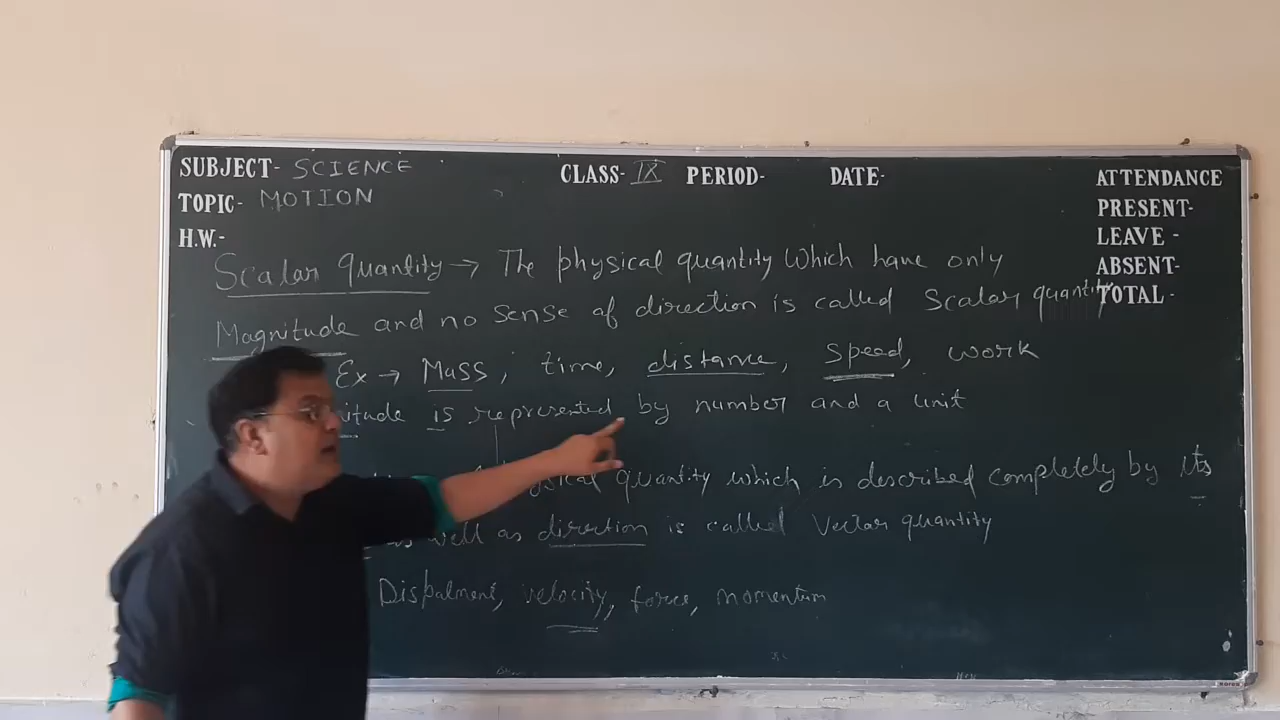 SUBJECT- SCIENCE CLASS- IX PERIOD- DATE- ATTENDANCE
TOPIC- MOTION PRESENT-
H.W.- LEAVE -
ABSENT-
TOTAL -
Scalar quantity → The physical quantity which have only
Magnitude and no sense of direction is called Scalar quantity
Ex → Mass, time, distance, Speed, work
itude is represented by number and a unit
ysical quantity which is described completely by its
as well as direction is called Vector quantity
Dispalment, velocity, force, momentum